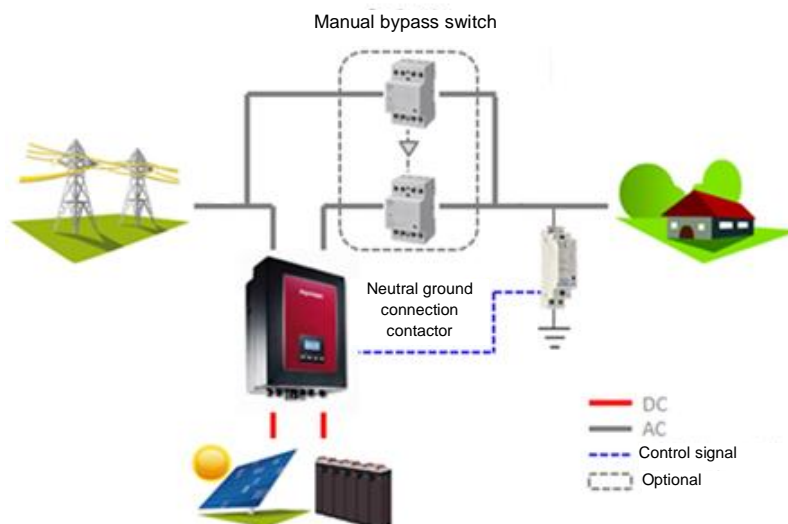 Manual bypass switch
Neutral ground
connection
contactor
DC
AC
Control signal
Optional